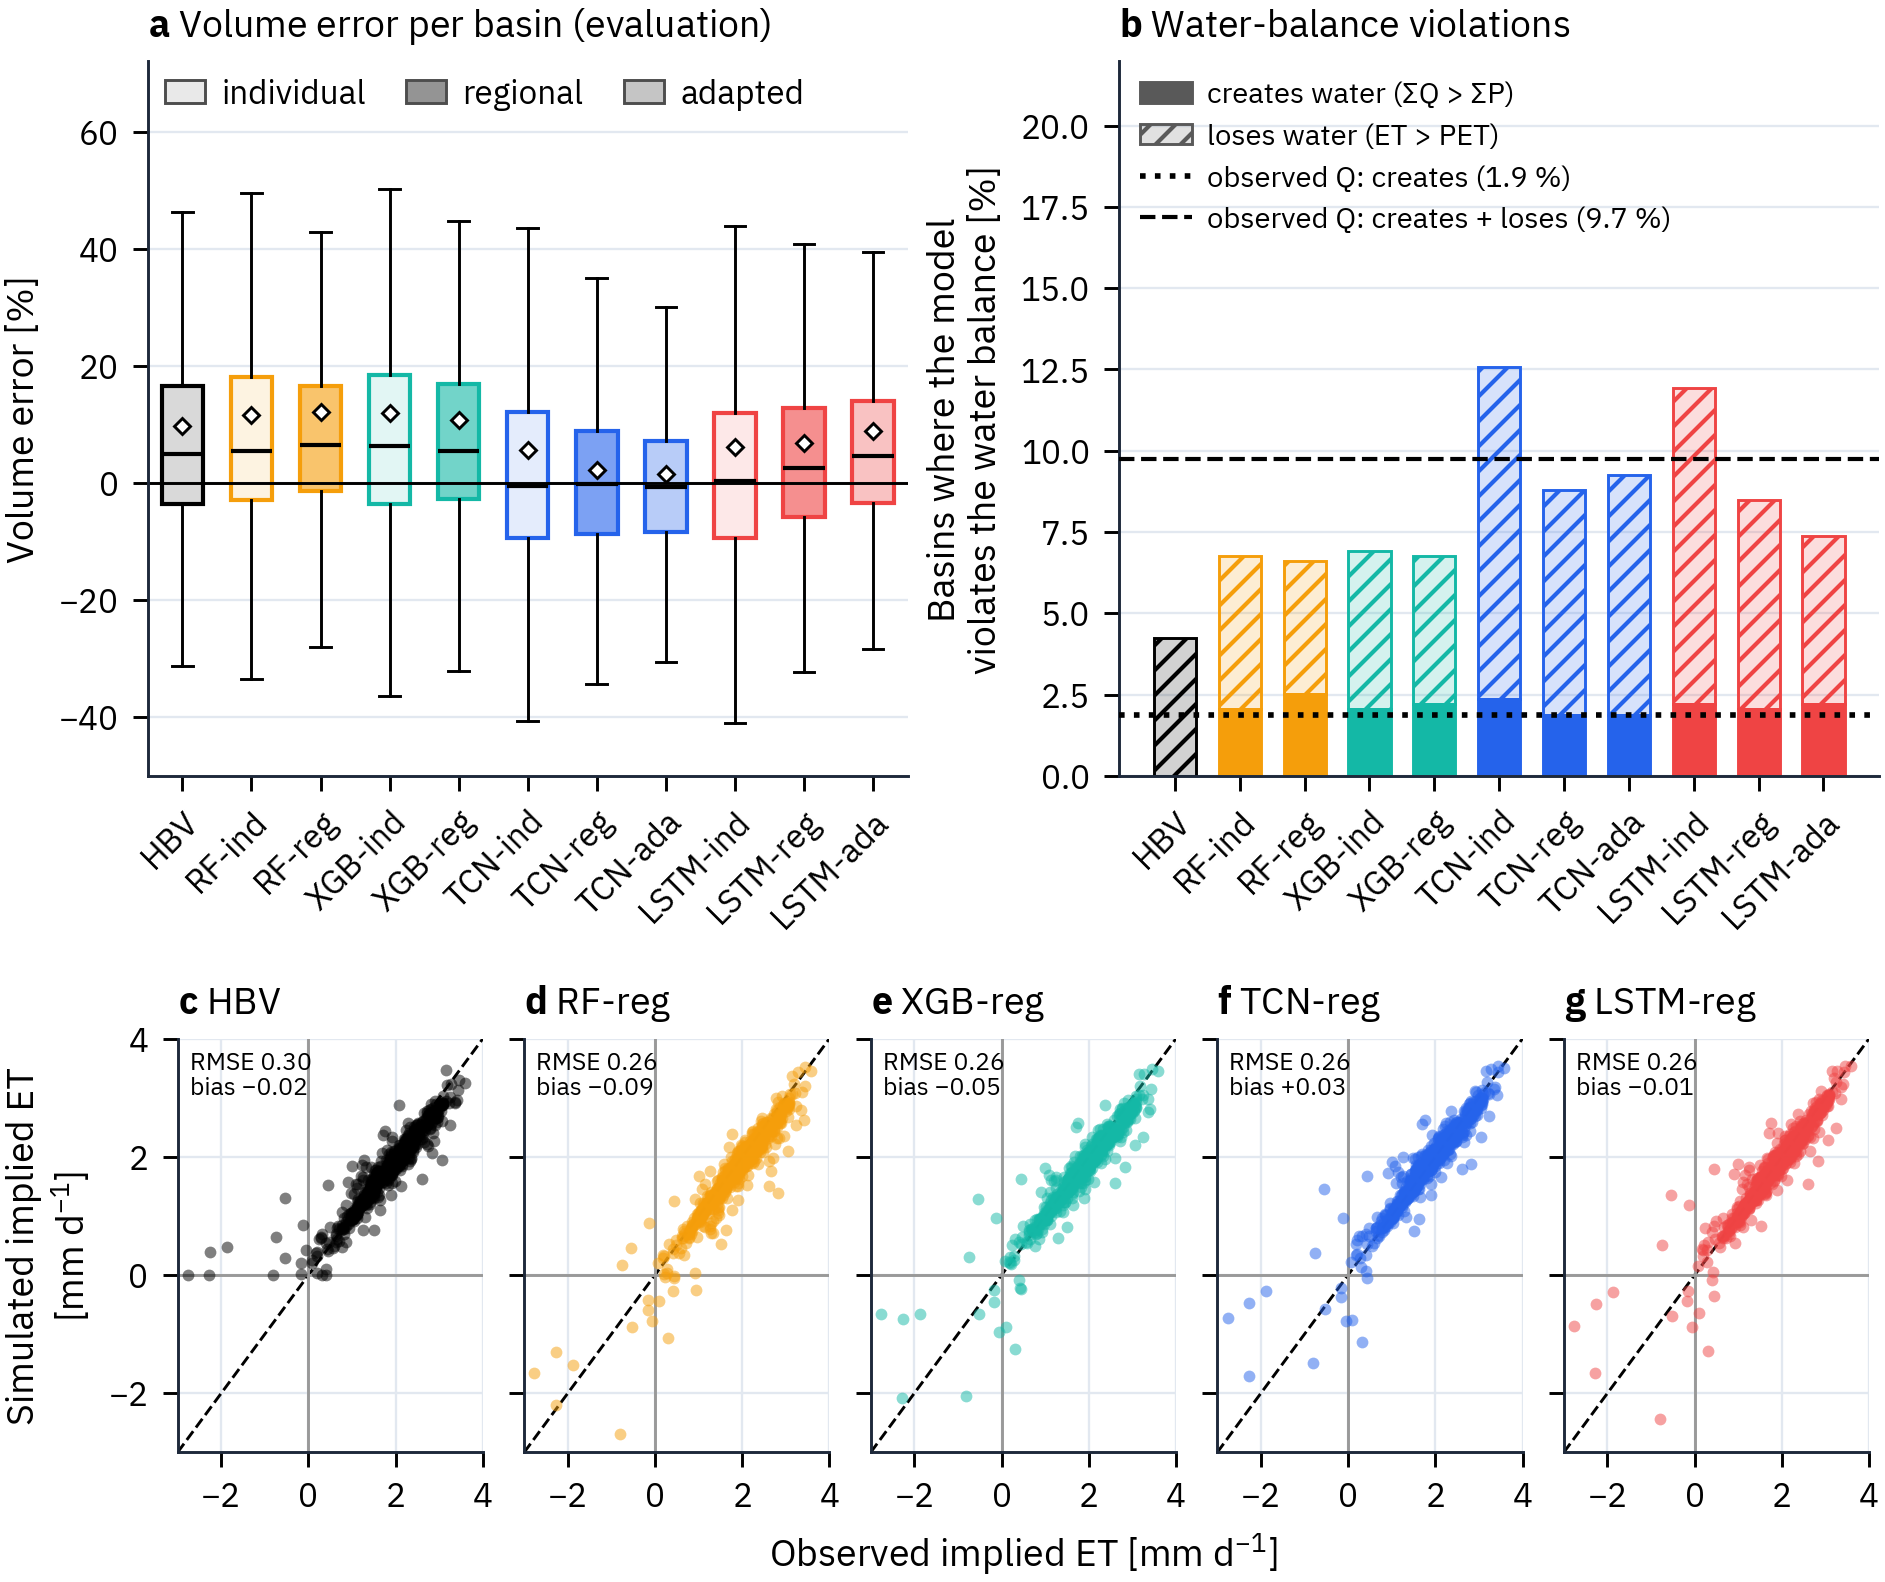 a Volume error per basin (evaluation)
individual
regional
adapted
Volume error [%]
60
40
20
0
−20
−40
HBV
RF-ind
RF-reg
XGB-ind
XGB-reg
TCN-ind
TCN-reg
TCN-ada
LSTM-ind
LSTM-reg
LSTM-ada
b Water-balance violations
creates water (ΣQ > ΣP)
loses water (ET > PET)
observed Q: creates (1.9 %)
observed Q: creates + loses (9.7 %)
Basins where the model
violates the water balance [%]
20.0
17.5
15.0
12.5
10.0
7.5
5.0
2.5
0.0
HBV
RF-ind
RF-reg
XGB-ind
XGB-reg
TCN-ind
TCN-reg
TCN-ada
LSTM-ind
LSTM-reg
LSTM-ada
c HBV
RMSE 0.30
bias −0.02
Simulated implied ET
[mm d⁻¹]
4
2
0
−2
−2
0
2
4
d RF-reg
RMSE 0.26
bias −0.09
−2
0
2
4
e XGB-reg
RMSE 0.26
bias −0.05
−2
0
2
4
f TCN-reg
RMSE 0.26
bias +0.03
−2
0
2
4
g LSTM-reg
RMSE 0.26
bias −0.01
−2
0
2
4
Observed implied ET [mm d⁻¹]